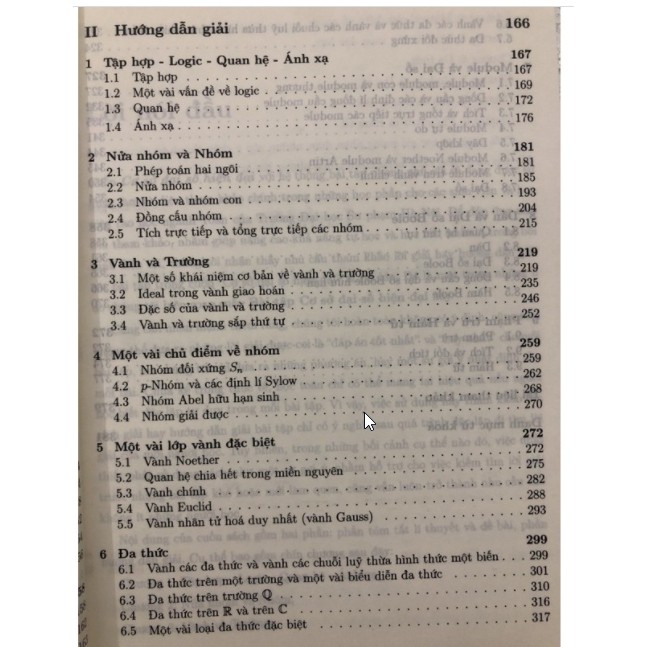 II Hướng dẫn giải 166
1 Tập hợp - Logic - Quan hệ - Ánh xạ 167
1.1 Tập hợp . . . 167
1.2 Một vài vấn đề về logic . . . 169
1.3 Quan hệ . . . 172
1.4 Ánh xạ . . . 176
2 Nửa nhóm và Nhóm 181
2.1 Phép toán hai ngôi . . . 181
2.2 Nửa nhóm . . . 185
2.3 Nhóm và nhóm con . . . 193
2.4 Đồng cấu nhóm . . . 204
2.5 Tích trực tiếp và tổng trực tiếp các nhóm . . . 215
3 Vành và Trường 219
3.1 Một số khái niệm cơ bản về vành và trường . . . 219
3.2 Ideal trong vành giao hoán . . . 235
3.3 Đặc số của vành và trường . . . 246
3.4 Vành và trường sắp thứ tự . . . 252
4 Một vài chủ điểm về nhóm 259
4.1 Nhóm đối xứng Sₙ . . . 259
4.2 p-Nhóm và các định lí Sylow . . . 262
4.3 Nhóm Abel hữu hạn sinh . . . 268
4.4 Nhóm giải được . . . 270
5 Một vài lớp vành đặc biệt 272
5.1 Vành Noether . . . 272
5.2 Quan hệ chia hết trong miền nguyên . . . 275
5.3 Vành chính . . . 282
5.4 Vành Euclid . . . 288
5.5 Vành nhân tử hoá duy nhất (vành Gauss) . . . 293
6 Đa thức 299
6.1 Vành các đa thức và vành các chuỗi luỹ thừa hình thức một biến . . . 299
6.2 Đa thức trên một trường và một vài biểu diễn đa thức . . . 301
6.3 Đa thức trên trường ℚ . . . 310
6.4 Đa thức trên ℝ và trên ℂ . . . 316
6.5 Một vài loại đa thức đặc biệt . . . 317